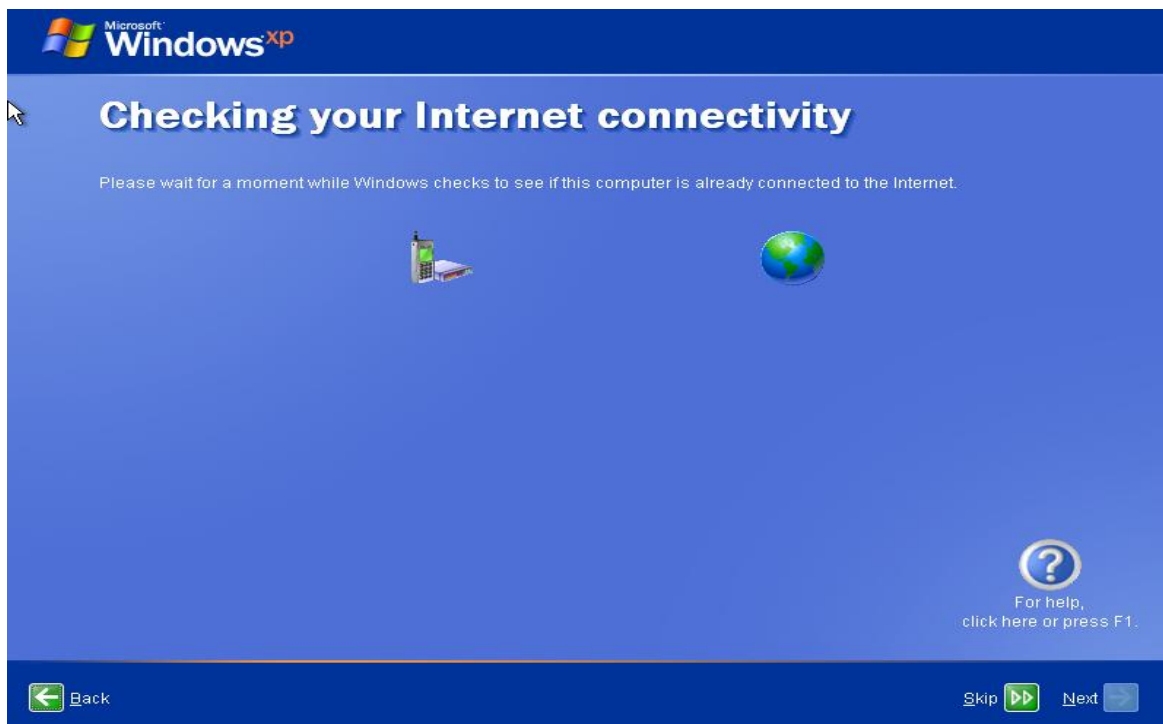 Microsoft
Windows xp
Checking your Internet connectivity
Please wait for a moment while Windows checks to see if this computer is already connected to the Internet.
?
For help,
click here or press F1.
Back
Skip
Next